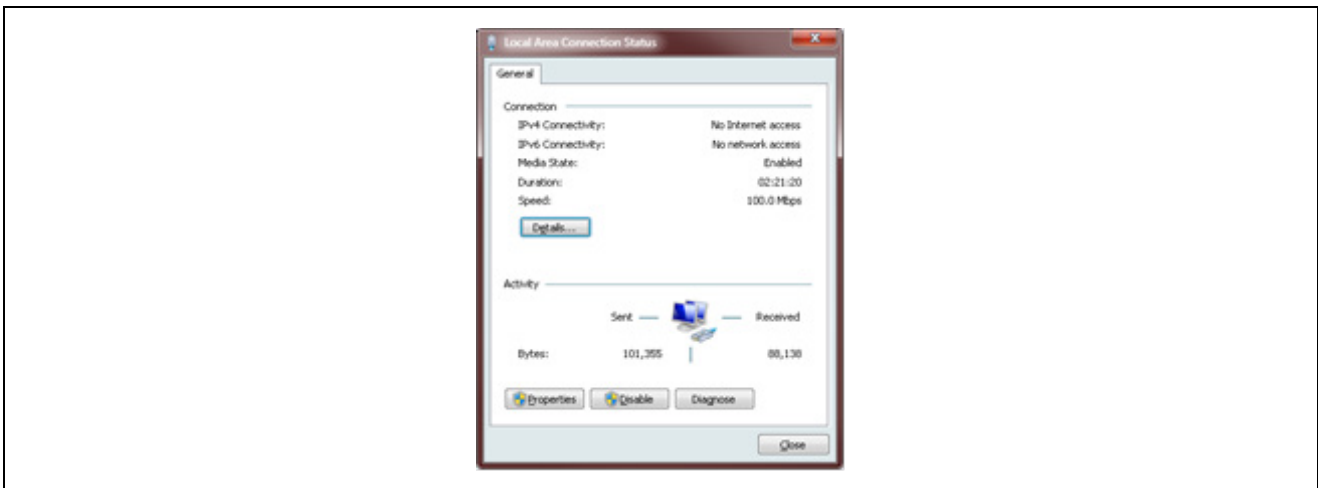 Local Area Connection Status
General
Connection
IPv4 Connectivity: No Internet access
IPv6 Connectivity: No network access
Media State: Enabled
Duration: 02:21:20
Speed: 100.0 Mbps
Details...
Activity
Sent Received
Bytes: 101,355 88,138
Properties Disable Diagnose
Close